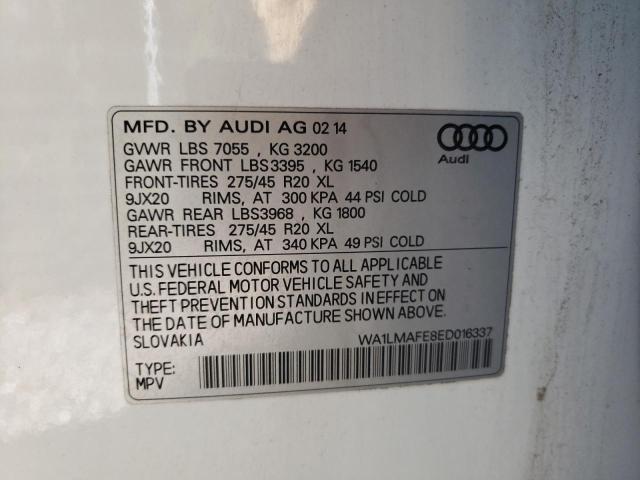 MFD. BY AUDI AG 02 14
GVWR LBS 7055 , KG 3200
GAWR FRONT LBS3395 , KG 1540
FRONT-TIRES 275/45 R20 XL
9JX20 RIMS, AT 300 KPA 44 PSI COLD
GAWR REAR LBS3968 , KG 1800
REAR-TIRES 275/45 R20 XL
9JX20 RIMS, AT 340 KPA 49 PSI COLD
Audi
THIS VEHICLE CONFORMS TO ALL APPLICABLE
U.S. FEDERAL MOTOR VEHICLE SAFETY AND
THEFT PREVENTION STANDARDS IN EFFECT ON
THE DATE OF MANUFACTURE SHOWN ABOVE.
SLOVAKIA WA1LMAFE8ED016337
TYPE:
MPV